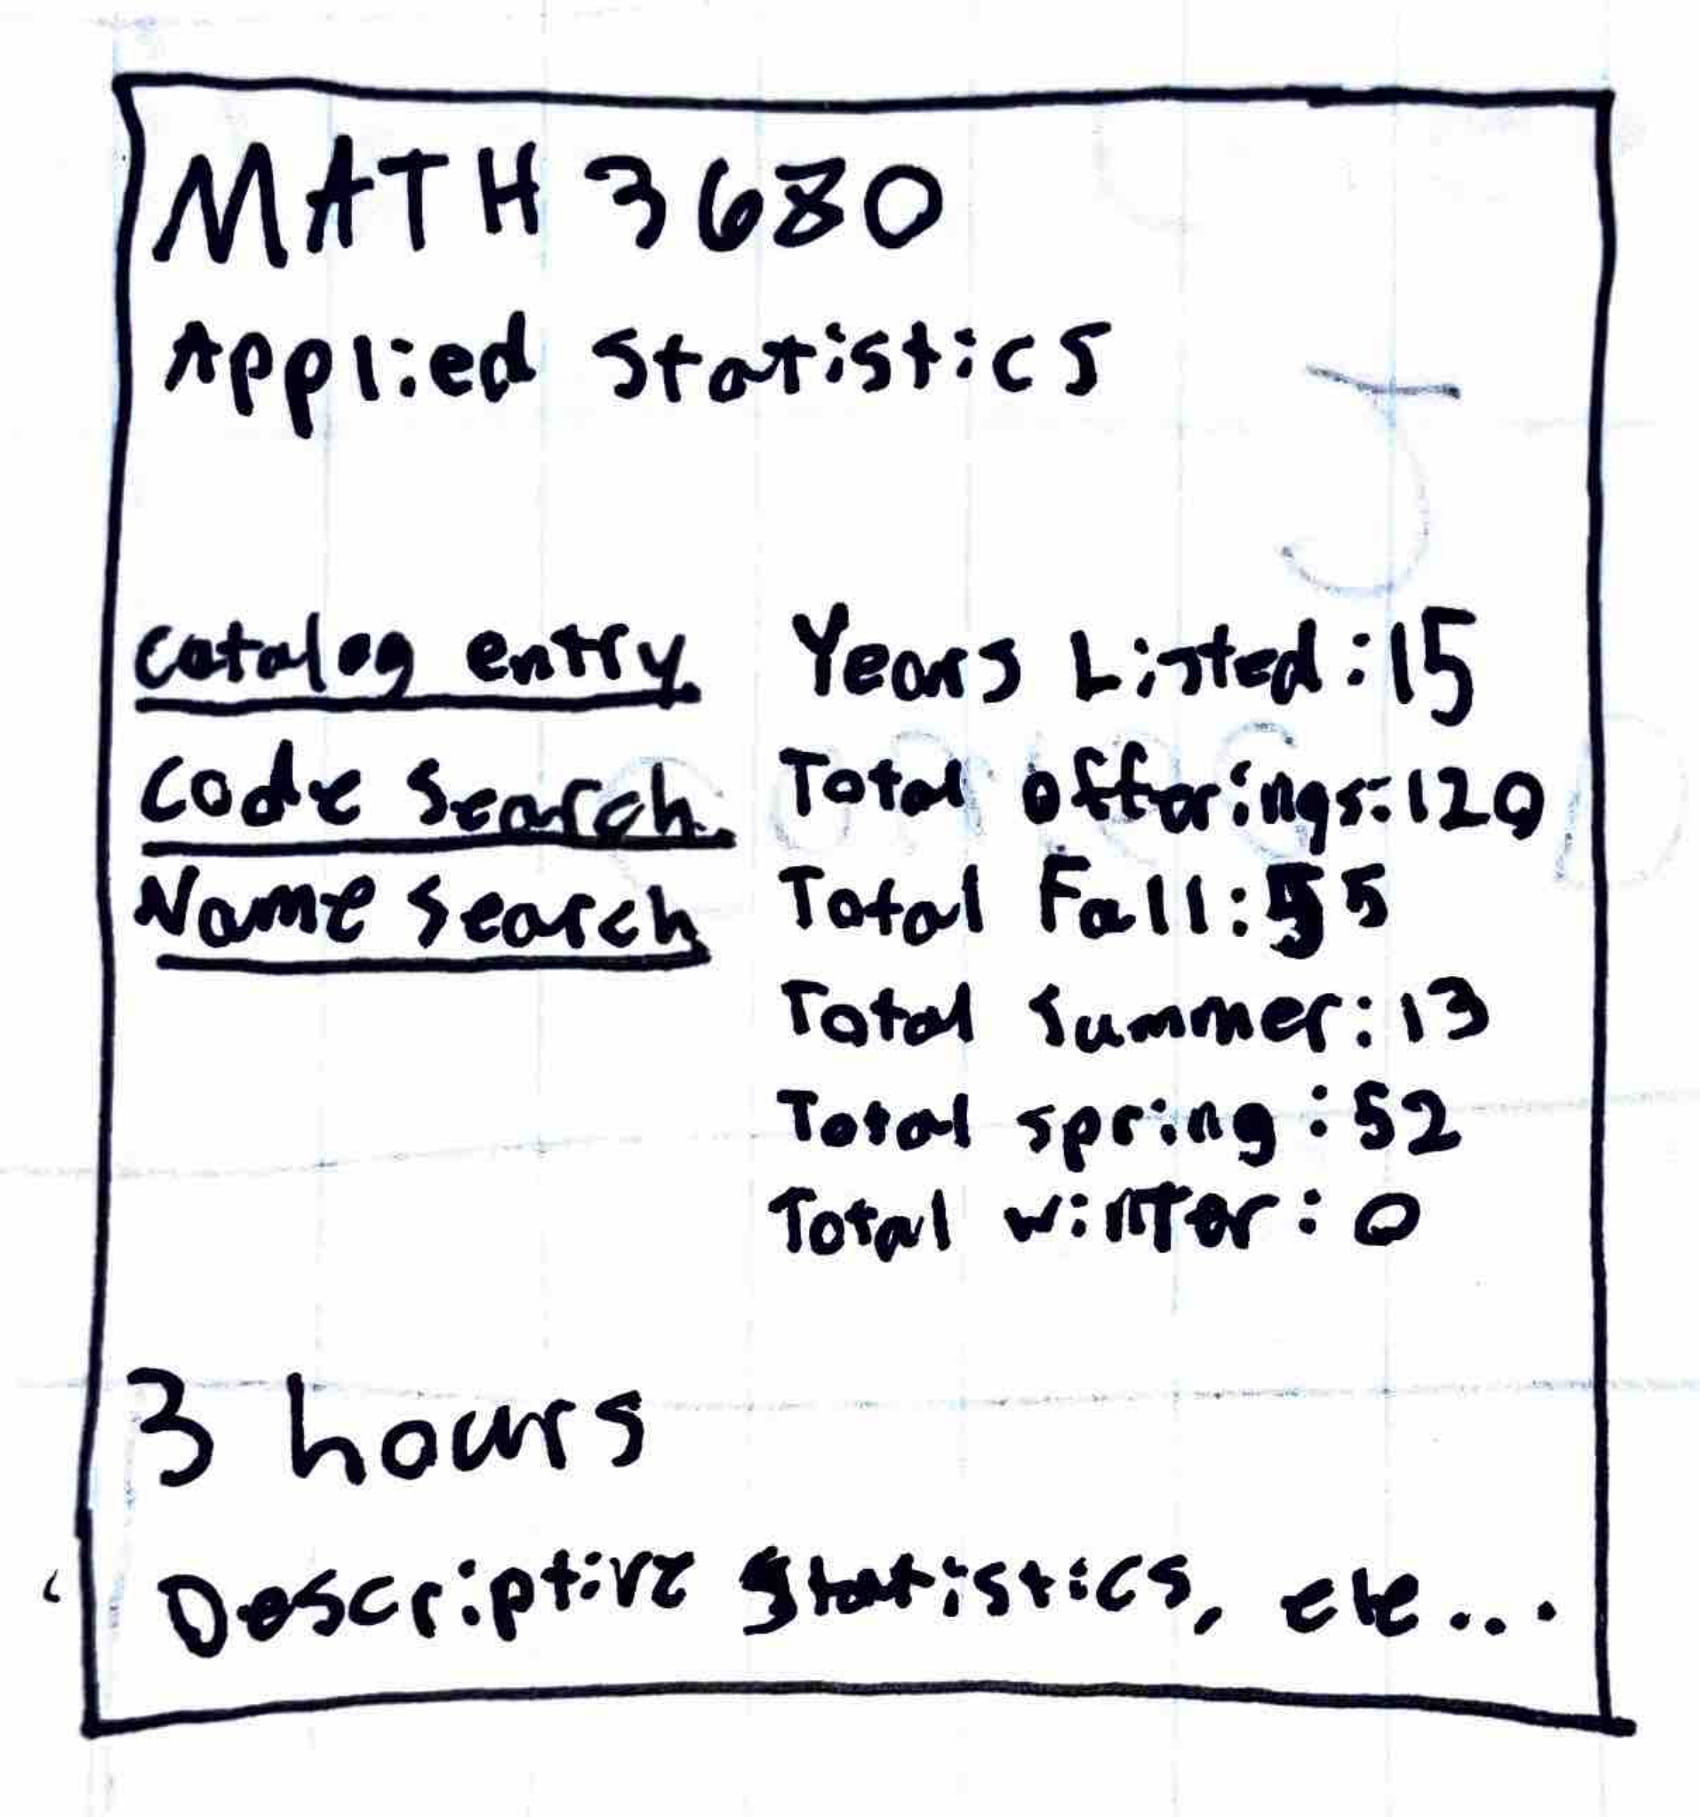 MATH 3680
Applied Statistics
Catalog entry
Code Search
Name Search
Years Listed:15
Total offerings:120
Total Fall:55
Total Summer:13
Total spring:52
Total winter:0
3 hours
Descriptive Statistics, etc...